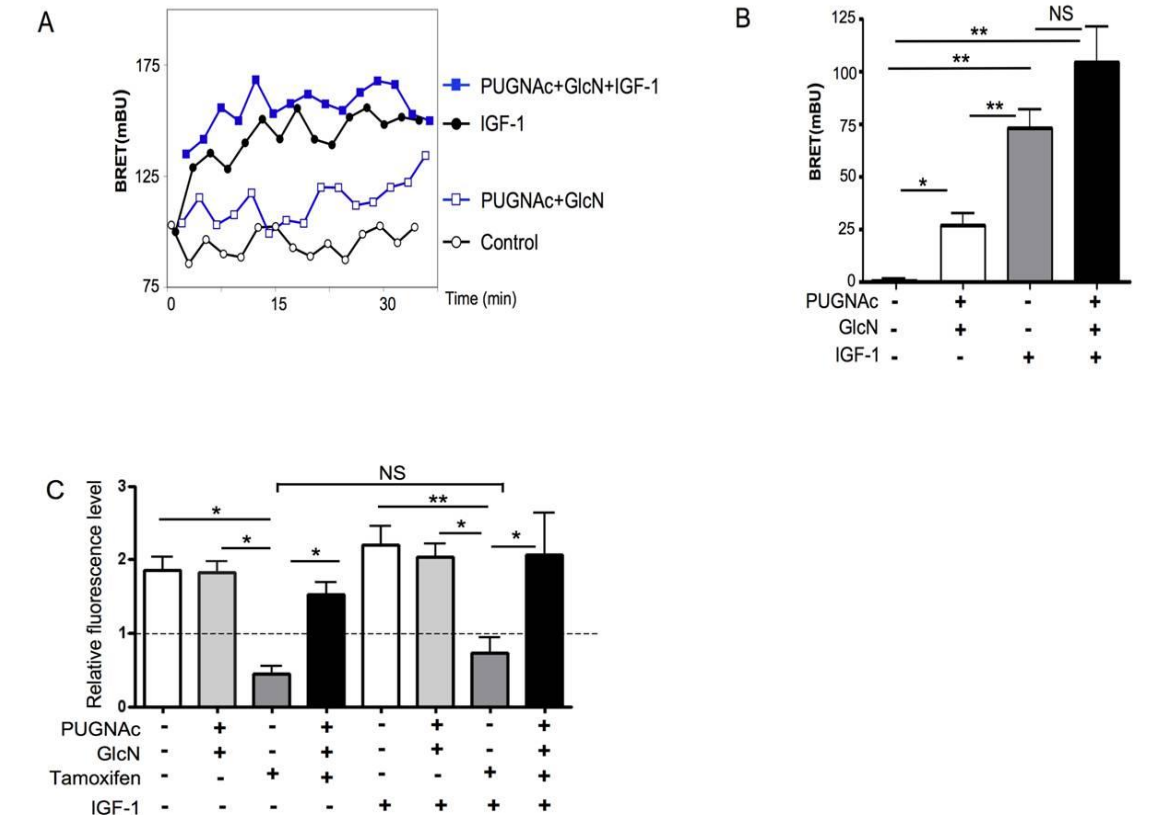 A
BRET(mBU)
175
125
75
0 15 30 Time (min)
PUGNAc+GlcN+IGF-1
IGF-1
PUGNAc+GlcN
Control
B
BRET(mBU)
125
100
75
50
25
0
NS
**
**
**
*
PUGNAc - + - +
GlcN - + - +
IGF-1 - - + +
C
Relative fluorescence level
3
2
1
0
NS
* **
* * *
*
PUGNAc - + - + - + - +
GlcN - + - + - + - +
Tamoxifen - - + + - - + +
IGF-1 - - - - + + + +